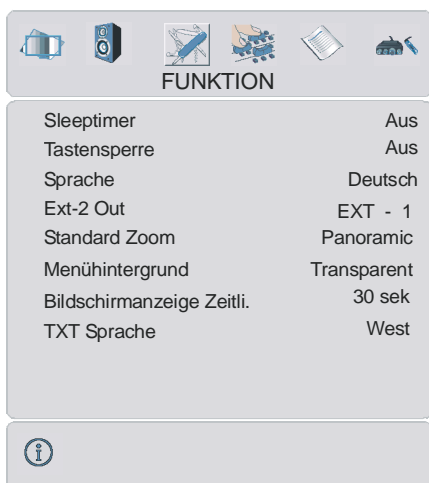 FUNKTION
Sleeptimer Aus
Tastensperre Aus
Sprache Deutsch
Ext-2 Out EXT - 1
Standard Zoom Panoramic
Menühintergrund Transparent
Bildschirmanzeige Zeitli. 30 sek
TXT Sprache West